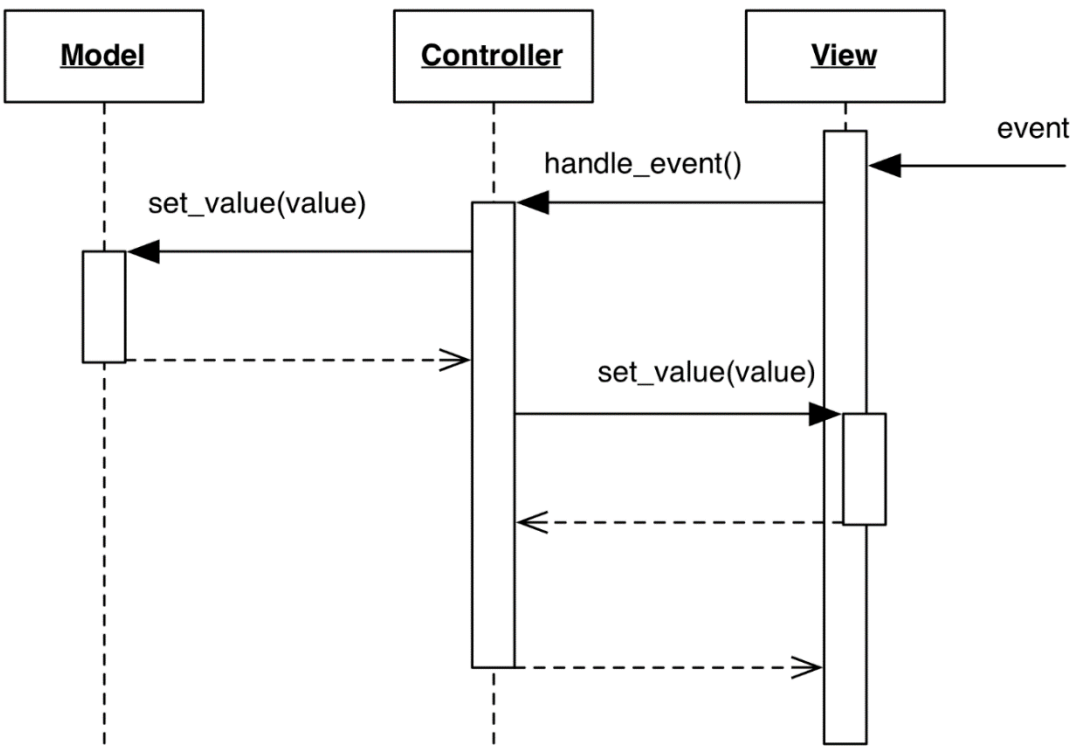 Model
Controller
View
event
handle_event()
set_value(value)
set_value(value)